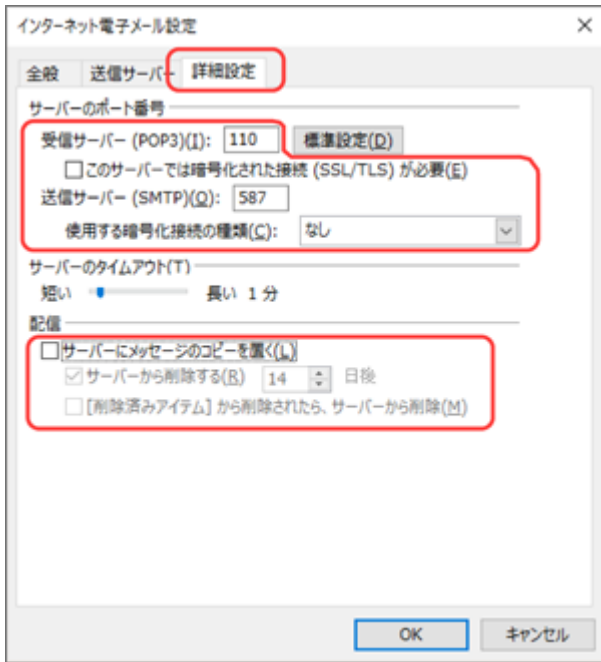 インターネット電子メール設定
全般 送信サーバー 詳細設定
サーバーのポート番号
受信サーバー (POP3)(I): 110 標準設定(D)
このサーバーでは暗号化された接続 (SSL/TLS) が必要(E)
送信サーバー (SMTP)(O): 587
使用する暗号化接続の種類(C): なし
サーバーのタイムアウト(T)
短い 長い 1 分
配信
サーバーにメッセージのコピーを置く(L)
サーバーから削除する(R) 14 日後
[削除済みアイテム] から削除されたら、サーバーから削除(M)
OK キャンセル